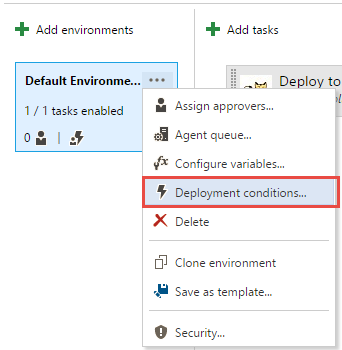 Add environments
Add tasks
Default Environme...
1 / 1 tasks enabled
0
Deploy to
Assign approvers...
Agent queue...
Configure variables...
Deployment conditions...
Delete
Clone environment
Save as template...
Security...